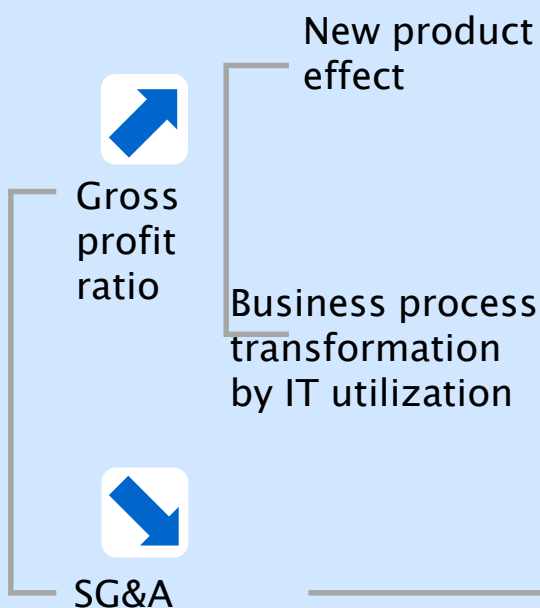 New product
effect
Gross
profit
ratio
Business process
transformation
by IT utilization
SG&A